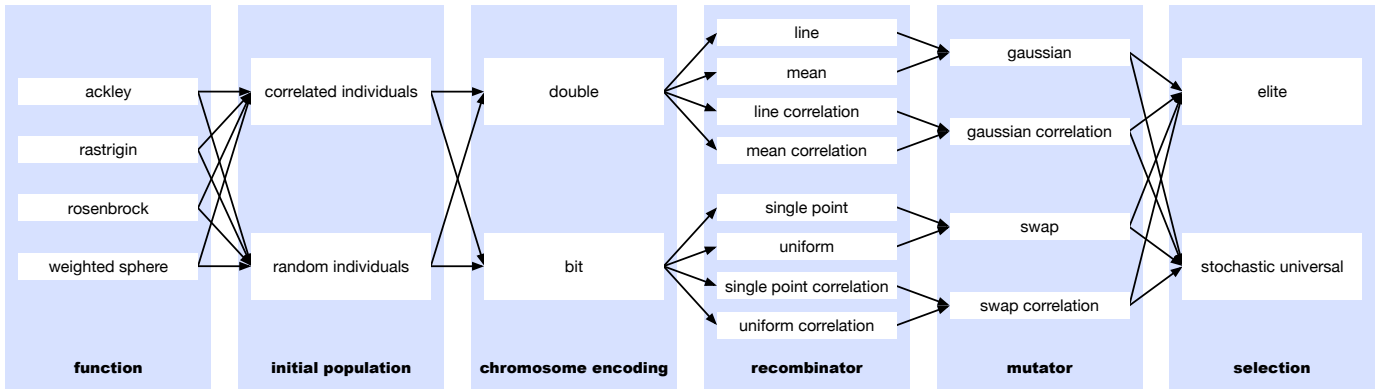 ackley
rastrigin
rosenbrock
weighted sphere
function
correlated individuals
random individuals
initial population
double
bit
chromosome encoding
line
mean
line correlation
mean correlation
single point
uniform
single point correlation
uniform correlation
recombinator
gaussian
gaussian correlation
swap
swap correlation
mutator
elite
stochastic universal
selection